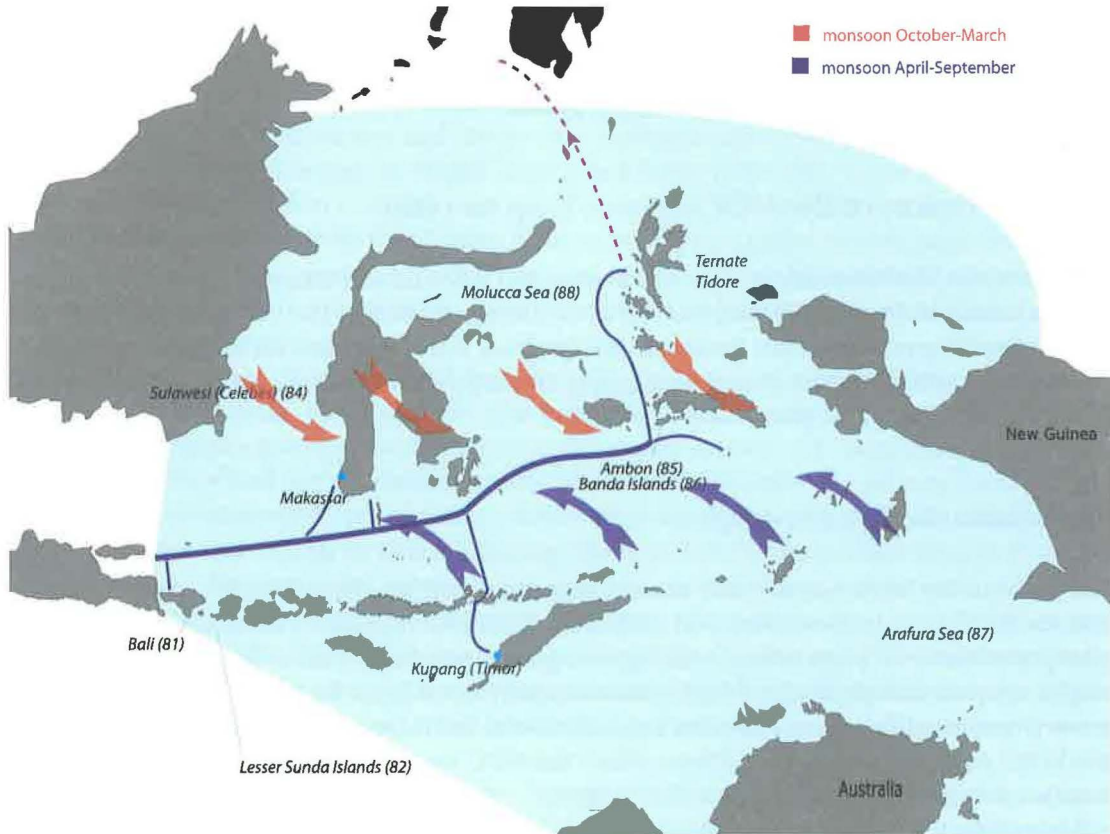 monsoon October-March
monsoon April-September
Ternate
Tidore
Molucca Sea (88)
Sulawesi (Celebes) (84)
New Guinea
Ambon (85)
Banda Islands (86)
Makassar
Arafura Sea (87)
Bali (81)
Kupang (Timor)
Lesser Sunda Islands (82)
Australia